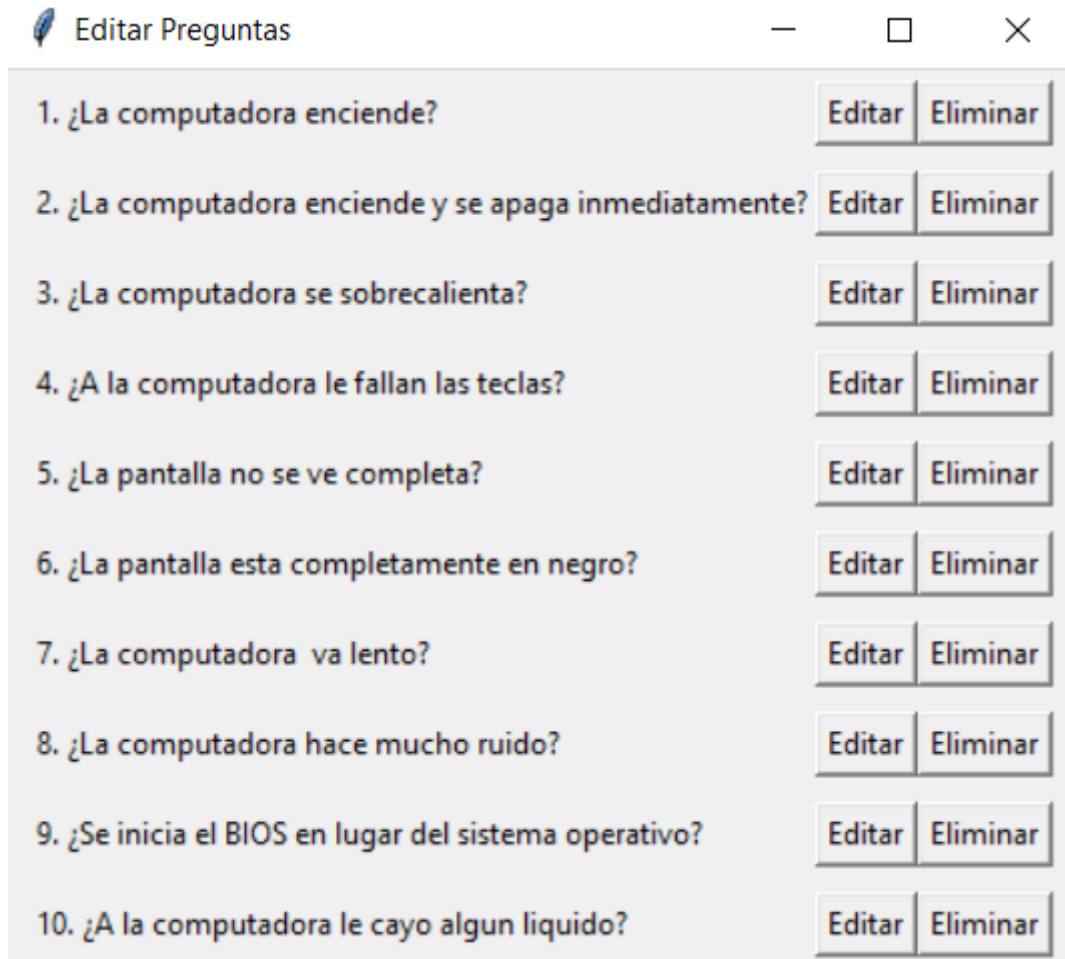 Editar Preguntas
1. ¿La computadora enciende? Editar Eliminar
2. ¿La computadora enciende y se apaga inmediatamente? Editar Eliminar
3. ¿La computadora se sobrecalienta? Editar Eliminar
4. ¿A la computadora le fallan las teclas? Editar Eliminar
5. ¿La pantalla no se ve completa? Editar Eliminar
6. ¿La pantalla esta completamente en negro? Editar Eliminar
7. ¿La computadora  va lento? Editar Eliminar
8. ¿La computadora hace mucho ruido? Editar Eliminar
9. ¿Se inicia el BIOS en lugar del sistema operativo? Editar Eliminar
10. ¿A la computadora le cayo algun liquido? Editar Eliminar